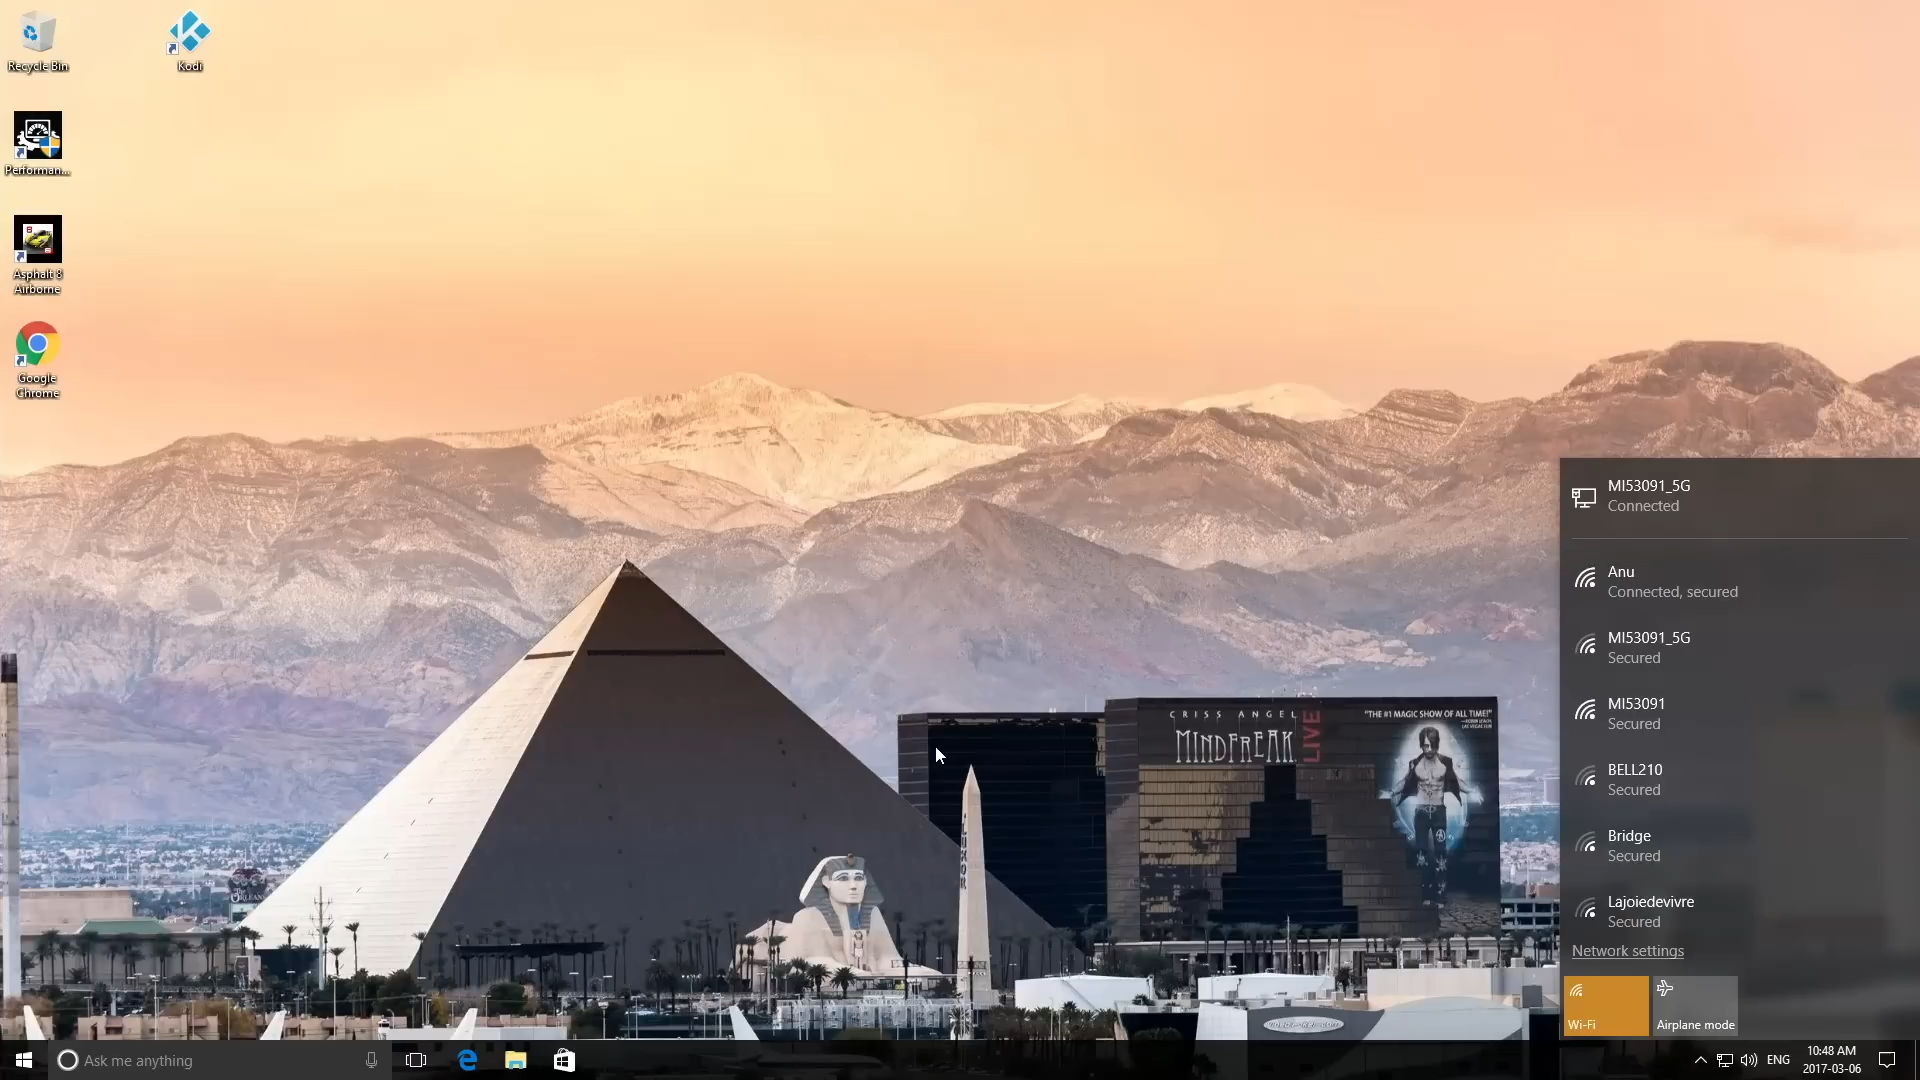 Recycle Bin
Kodi
Performan...
Asphalt 8
Airborne
Google
Chrome
CRISS ANGEL
MINDFREAK
LIVE
"THE #1 MAGIC SHOW OF ALL TIME!"
LUXOR
MI53091_5G
Connected
Anu
Connected, secured
MI53091_5G
Secured
MI53091
Secured
BELL210
Secured
Bridge
Secured
Lajoiedevivre
Secured
Network settings
Wi-Fi
Airplane mode
Ask me anything
ENG
10:48 AM
2017-03-06